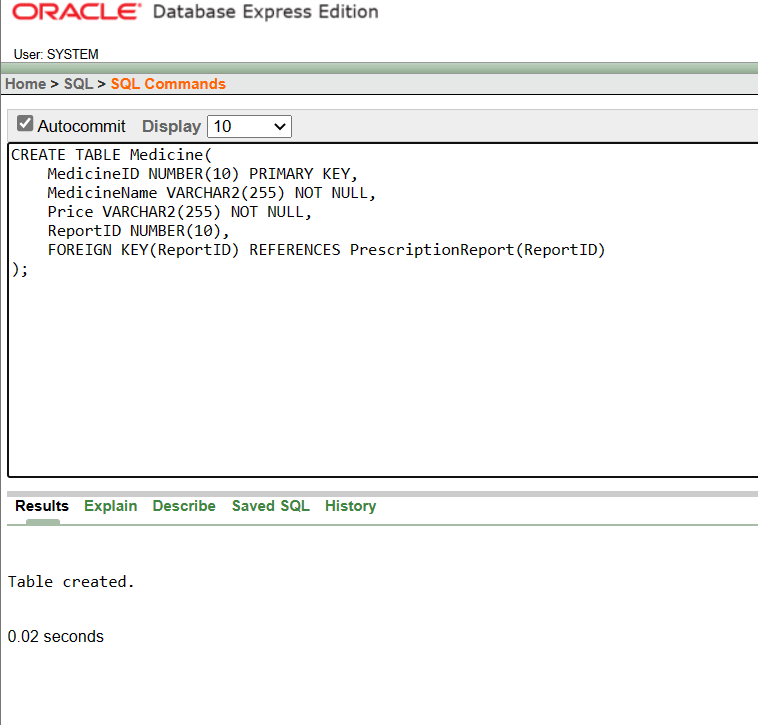 ORACLE® Database Express Edition
User: SYSTEM
Home > SQL > SQL Commands
Autocommit Display 10
CREATE TABLE Medicine(
    MedicineID NUMBER(10) PRIMARY KEY,
    MedicineName VARCHAR2(255) NOT NULL,
    Price VARCHAR2(255) NOT NULL,
    ReportID NUMBER(10),
    FOREIGN KEY(ReportID) REFERENCES PrescriptionReport(ReportID)
);
Results Explain Describe Saved SQL History
Table created.
0.02 seconds